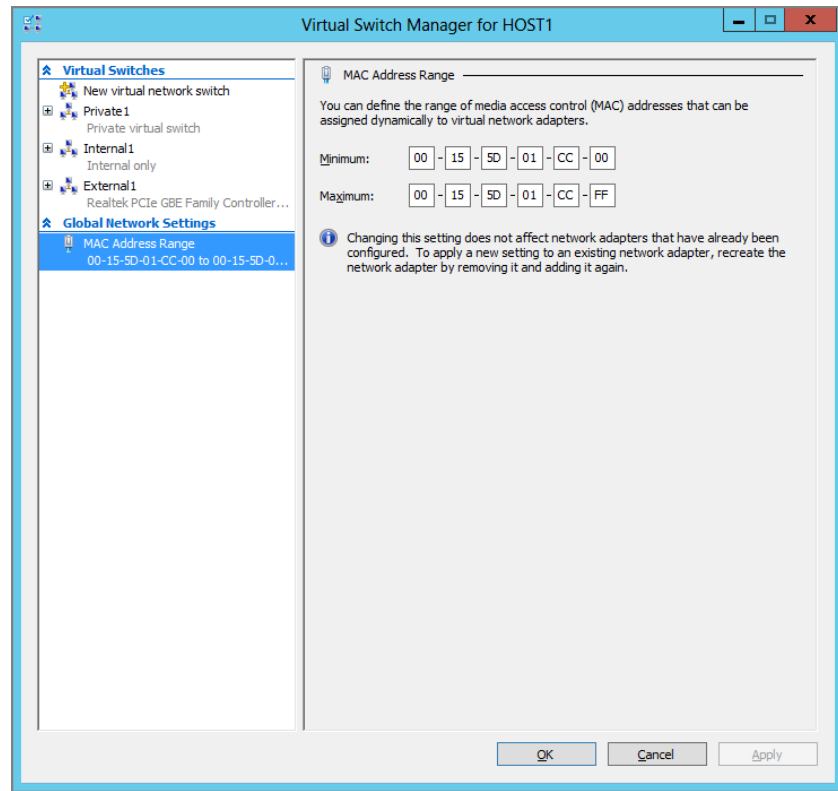 Virtual Switch Manager for HOST1
Virtual Switches
New virtual network switch
Private1
Private virtual switch
Internal1
Internal only
External1
Realtek PCIe GBE Family Controller...
Global Network Settings
MAC Address Range
00-15-5D-01-CC-00 to 00-15-5D-0...
MAC Address Range
You can define the range of media access control (MAC) addresses that can be
assigned dynamically to virtual network adapters.
Minimum: 00 - 15 - 5D - 01 - CC - 00
Maximum: 00 - 15 - 5D - 01 - CC - FF
Changing this setting does not affect network adapters that have already been
configured. To apply a new setting to an existing network adapter, recreate the
network adapter by removing it and adding it again.
OK Cancel Apply